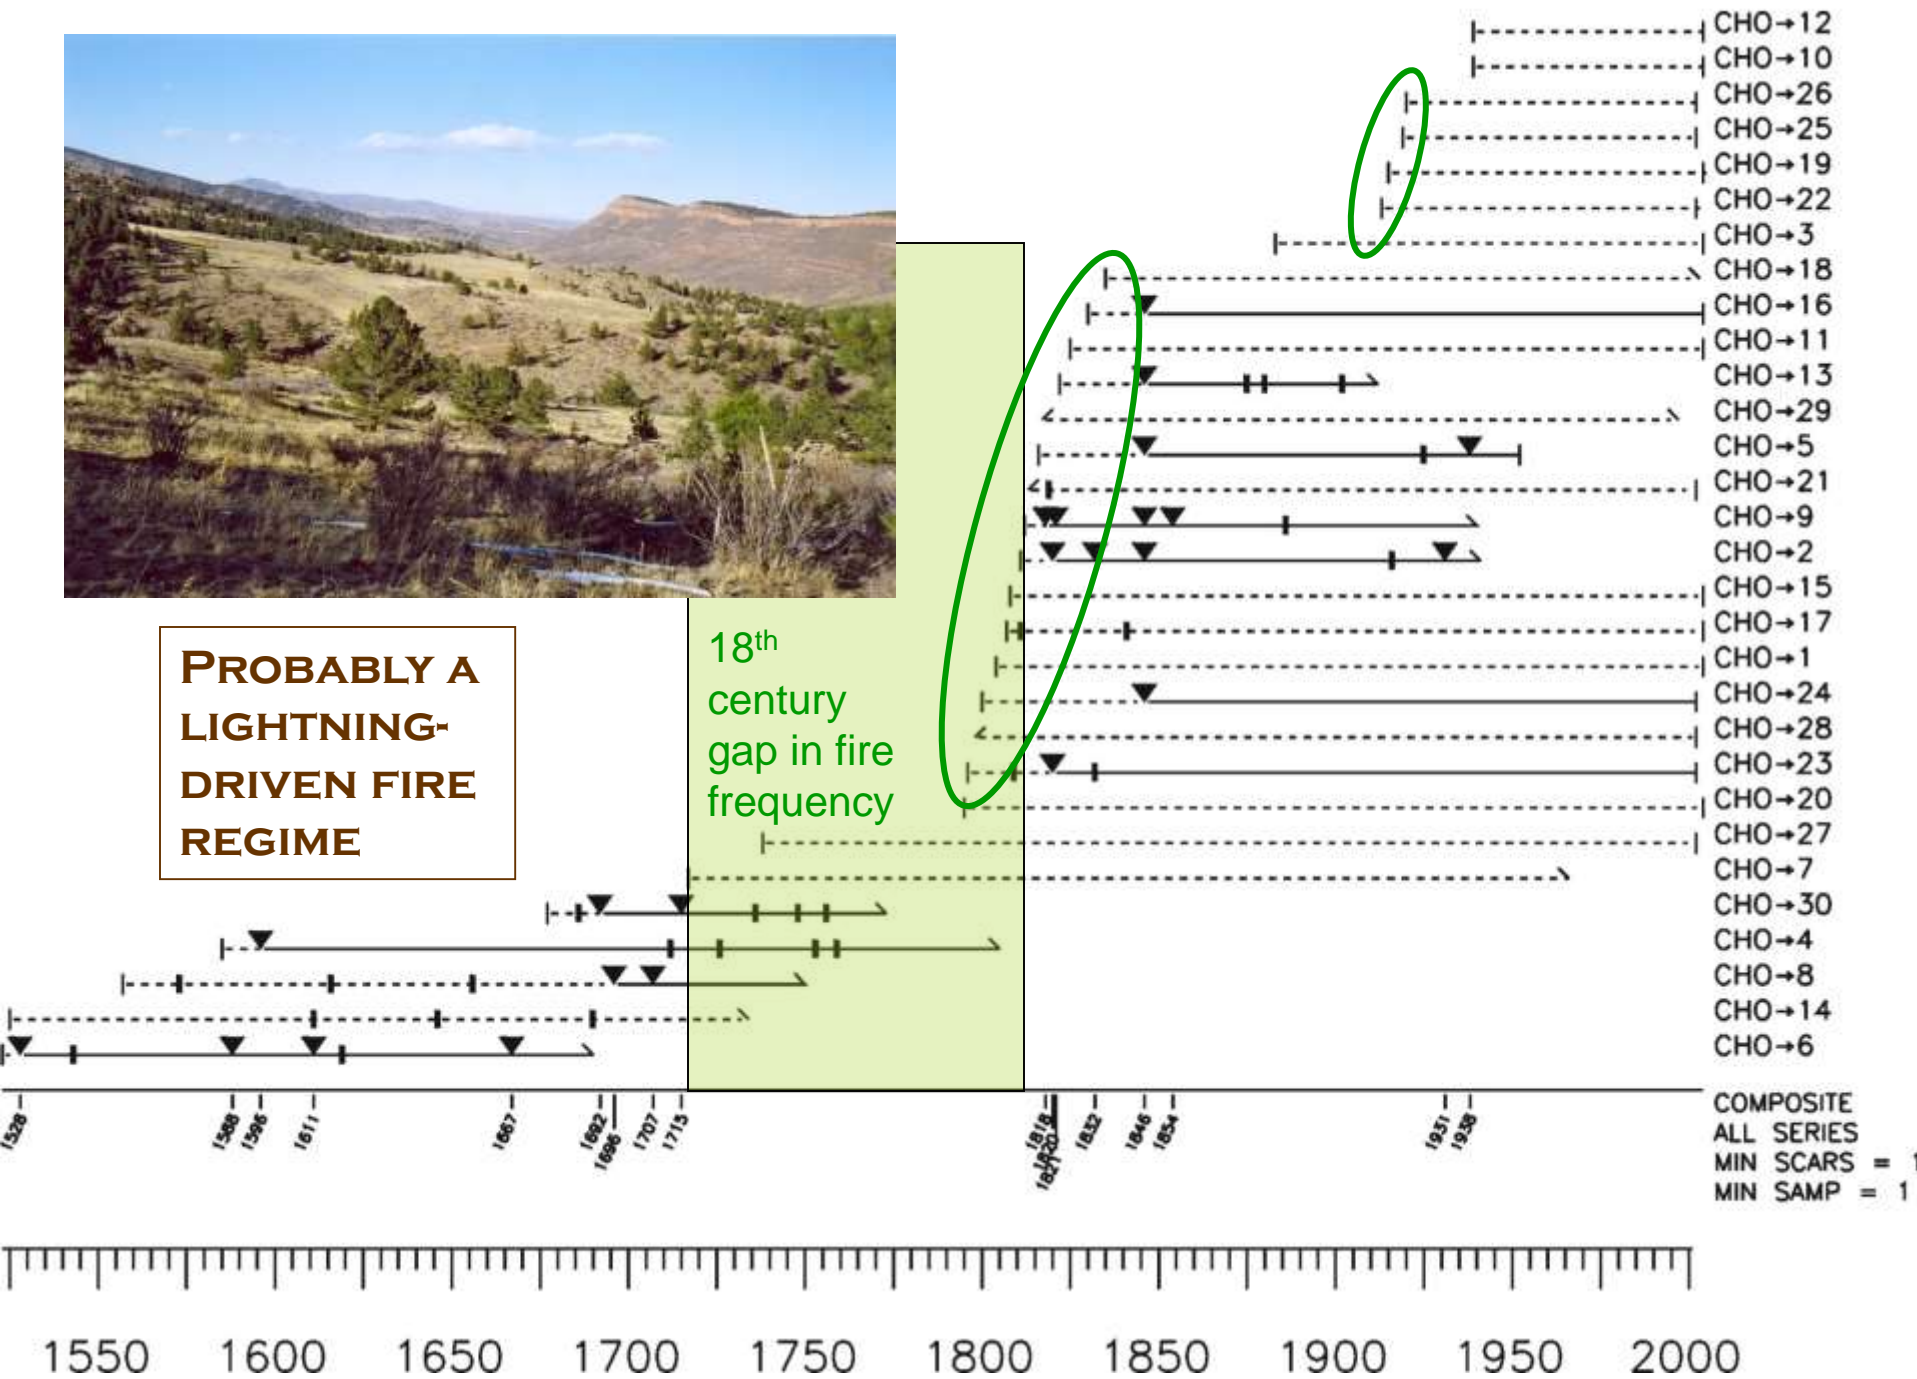 CHO→12
CHO→10
CHO→26
CHO→25
CHO→19
CHO→22
CHO→3
CHO→18
CHO→16
CHO→11
CHO→13
CHO→29
CHO→5
CHO→21
CHO→9
CHO→2
CHO→15
CHO→17
CHO→1
CHO→24
CHO→28
CHO→23
CHO→20
CHO→27
CHO→7
CHO→30
CHO→4
CHO→8
CHO→14
CHO→6
PROBABLY A
LIGHTNING-
DRIVEN FIRE
REGIME
18th
century
gap in fire
frequency
1528
1588
1596
1611
1667
1692
1696
1707
1715
1818
1820
1821
1832
1846
1854
1931
1938
COMPOSITE
ALL SERIES
MIN SCARS = 1
MIN SAMP = 1
1550 1600 1650 1700 1750 1800 1850 1900 1950 2000